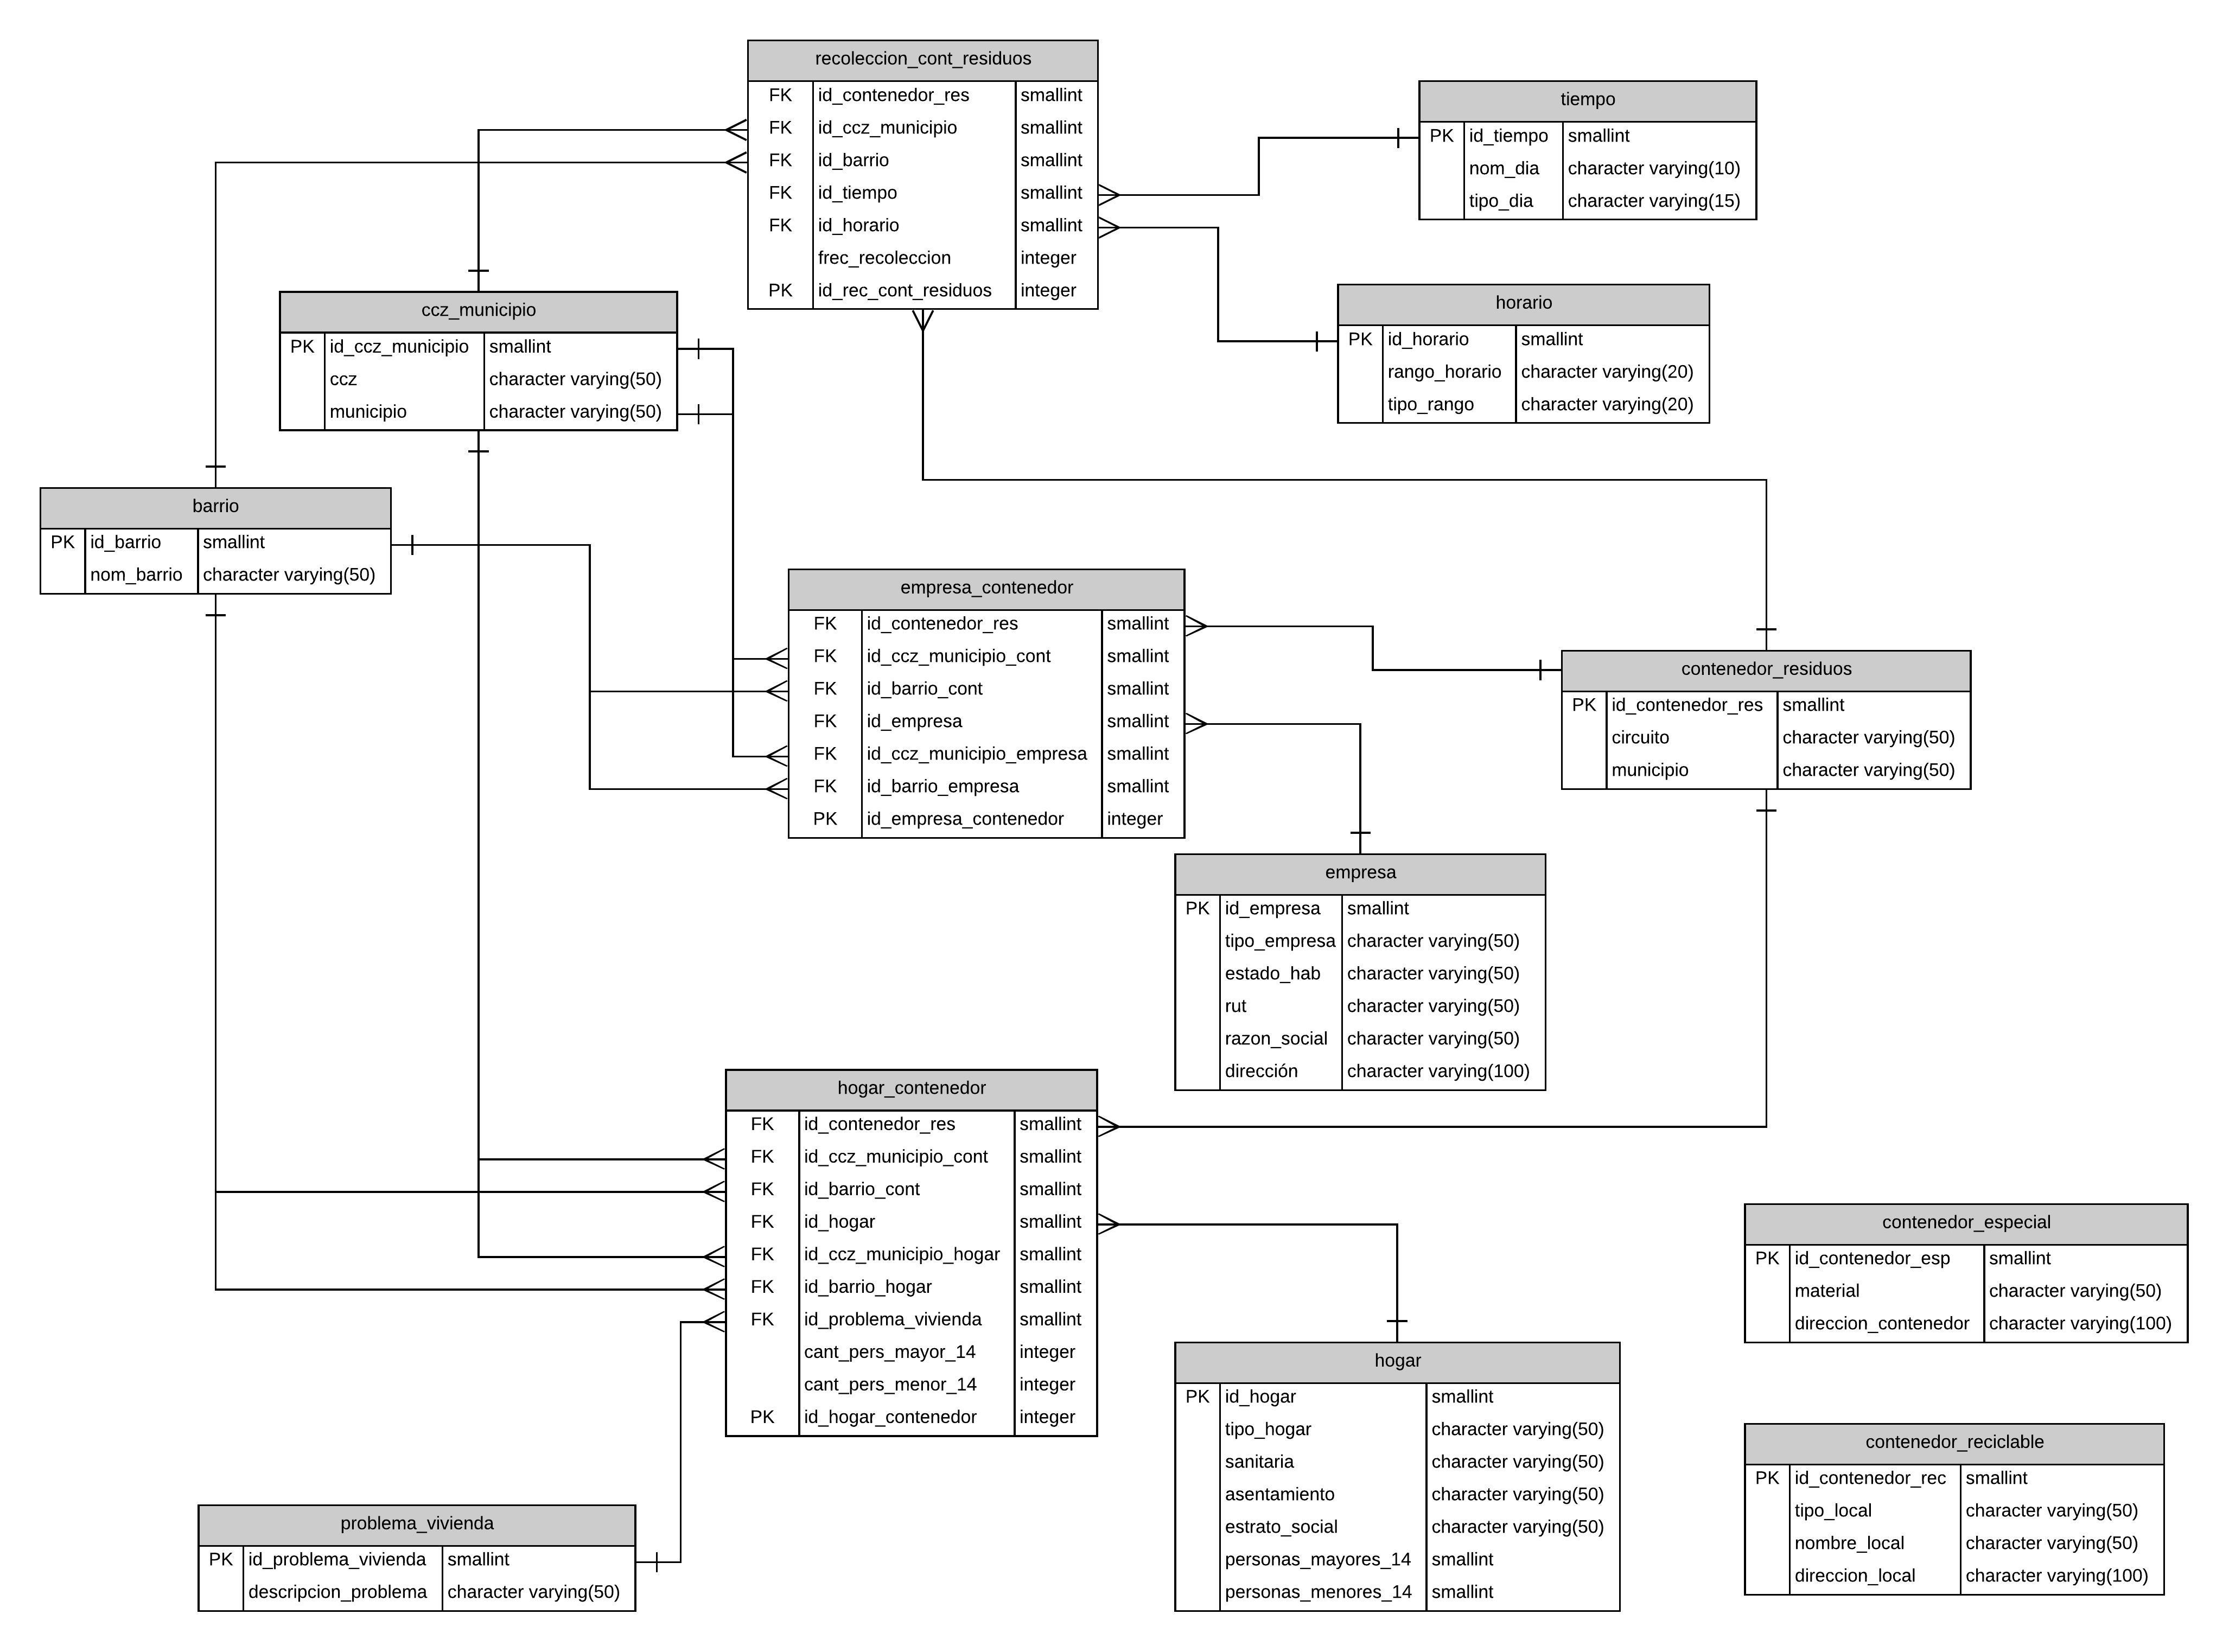 recoleccion_cont_residuos
FK id_contenedor_res smallint
FK id_ccz_municipio smallint
FK id_barrio smallint
FK id_tiempo smallint
FK id_horario smallint
frec_recoleccion integer
PK id_rec_cont_residuos integer
tiempo
PK id_tiempo smallint
nom_dia character varying(10)
tipo_dia character varying(15)
ccz_municipio
PK id_ccz_municipio smallint
ccz character varying(50)
municipio character varying(50)
horario
PK id_horario smallint
rango_horario character varying(20)
tipo_rango character varying(20)
barrio
PK id_barrio smallint
nom_barrio character varying(50)
empresa_contenedor
FK id_contenedor_res smallint
FK id_ccz_municipio_cont smallint
FK id_barrio_cont smallint
FK id_empresa smallint
FK id_ccz_municipio_empresa smallint
FK id_barrio_empresa smallint
PK id_empresa_contenedor integer
contenedor_residuos
PK id_contenedor_res smallint
circuito character varying(50)
municipio character varying(50)
empresa
PK id_empresa smallint
tipo_empresa character varying(50)
estado_hab character varying(50)
rut character varying(50)
razon_social character varying(50)
dirección character varying(100)
hogar_contenedor
FK id_contenedor_res smallint
FK id_ccz_municipio_cont smallint
FK id_barrio_cont smallint
FK id_hogar smallint
FK id_ccz_municipio_hogar smallint
FK id_barrio_hogar smallint
FK id_problema_vivienda smallint
cant_pers_mayor_14 integer
cant_pers_menor_14 integer
PK id_hogar_contenedor integer
contenedor_especial
PK id_contenedor_esp smallint
material character varying(50)
direccion_contenedor character varying(100)
hogar
PK id_hogar smallint
tipo_hogar character varying(50)
sanitaria character varying(50)
asentamiento character varying(50)
estrato_social character varying(50)
personas_mayores_14 smallint
personas_menores_14 smallint
contenedor_reciclable
PK id_contenedor_rec smallint
tipo_local character varying(50)
nombre_local character varying(50)
direccion_local character varying(100)
problema_vivienda
PK id_problema_vivienda smallint
descripcion_problema character varying(50)